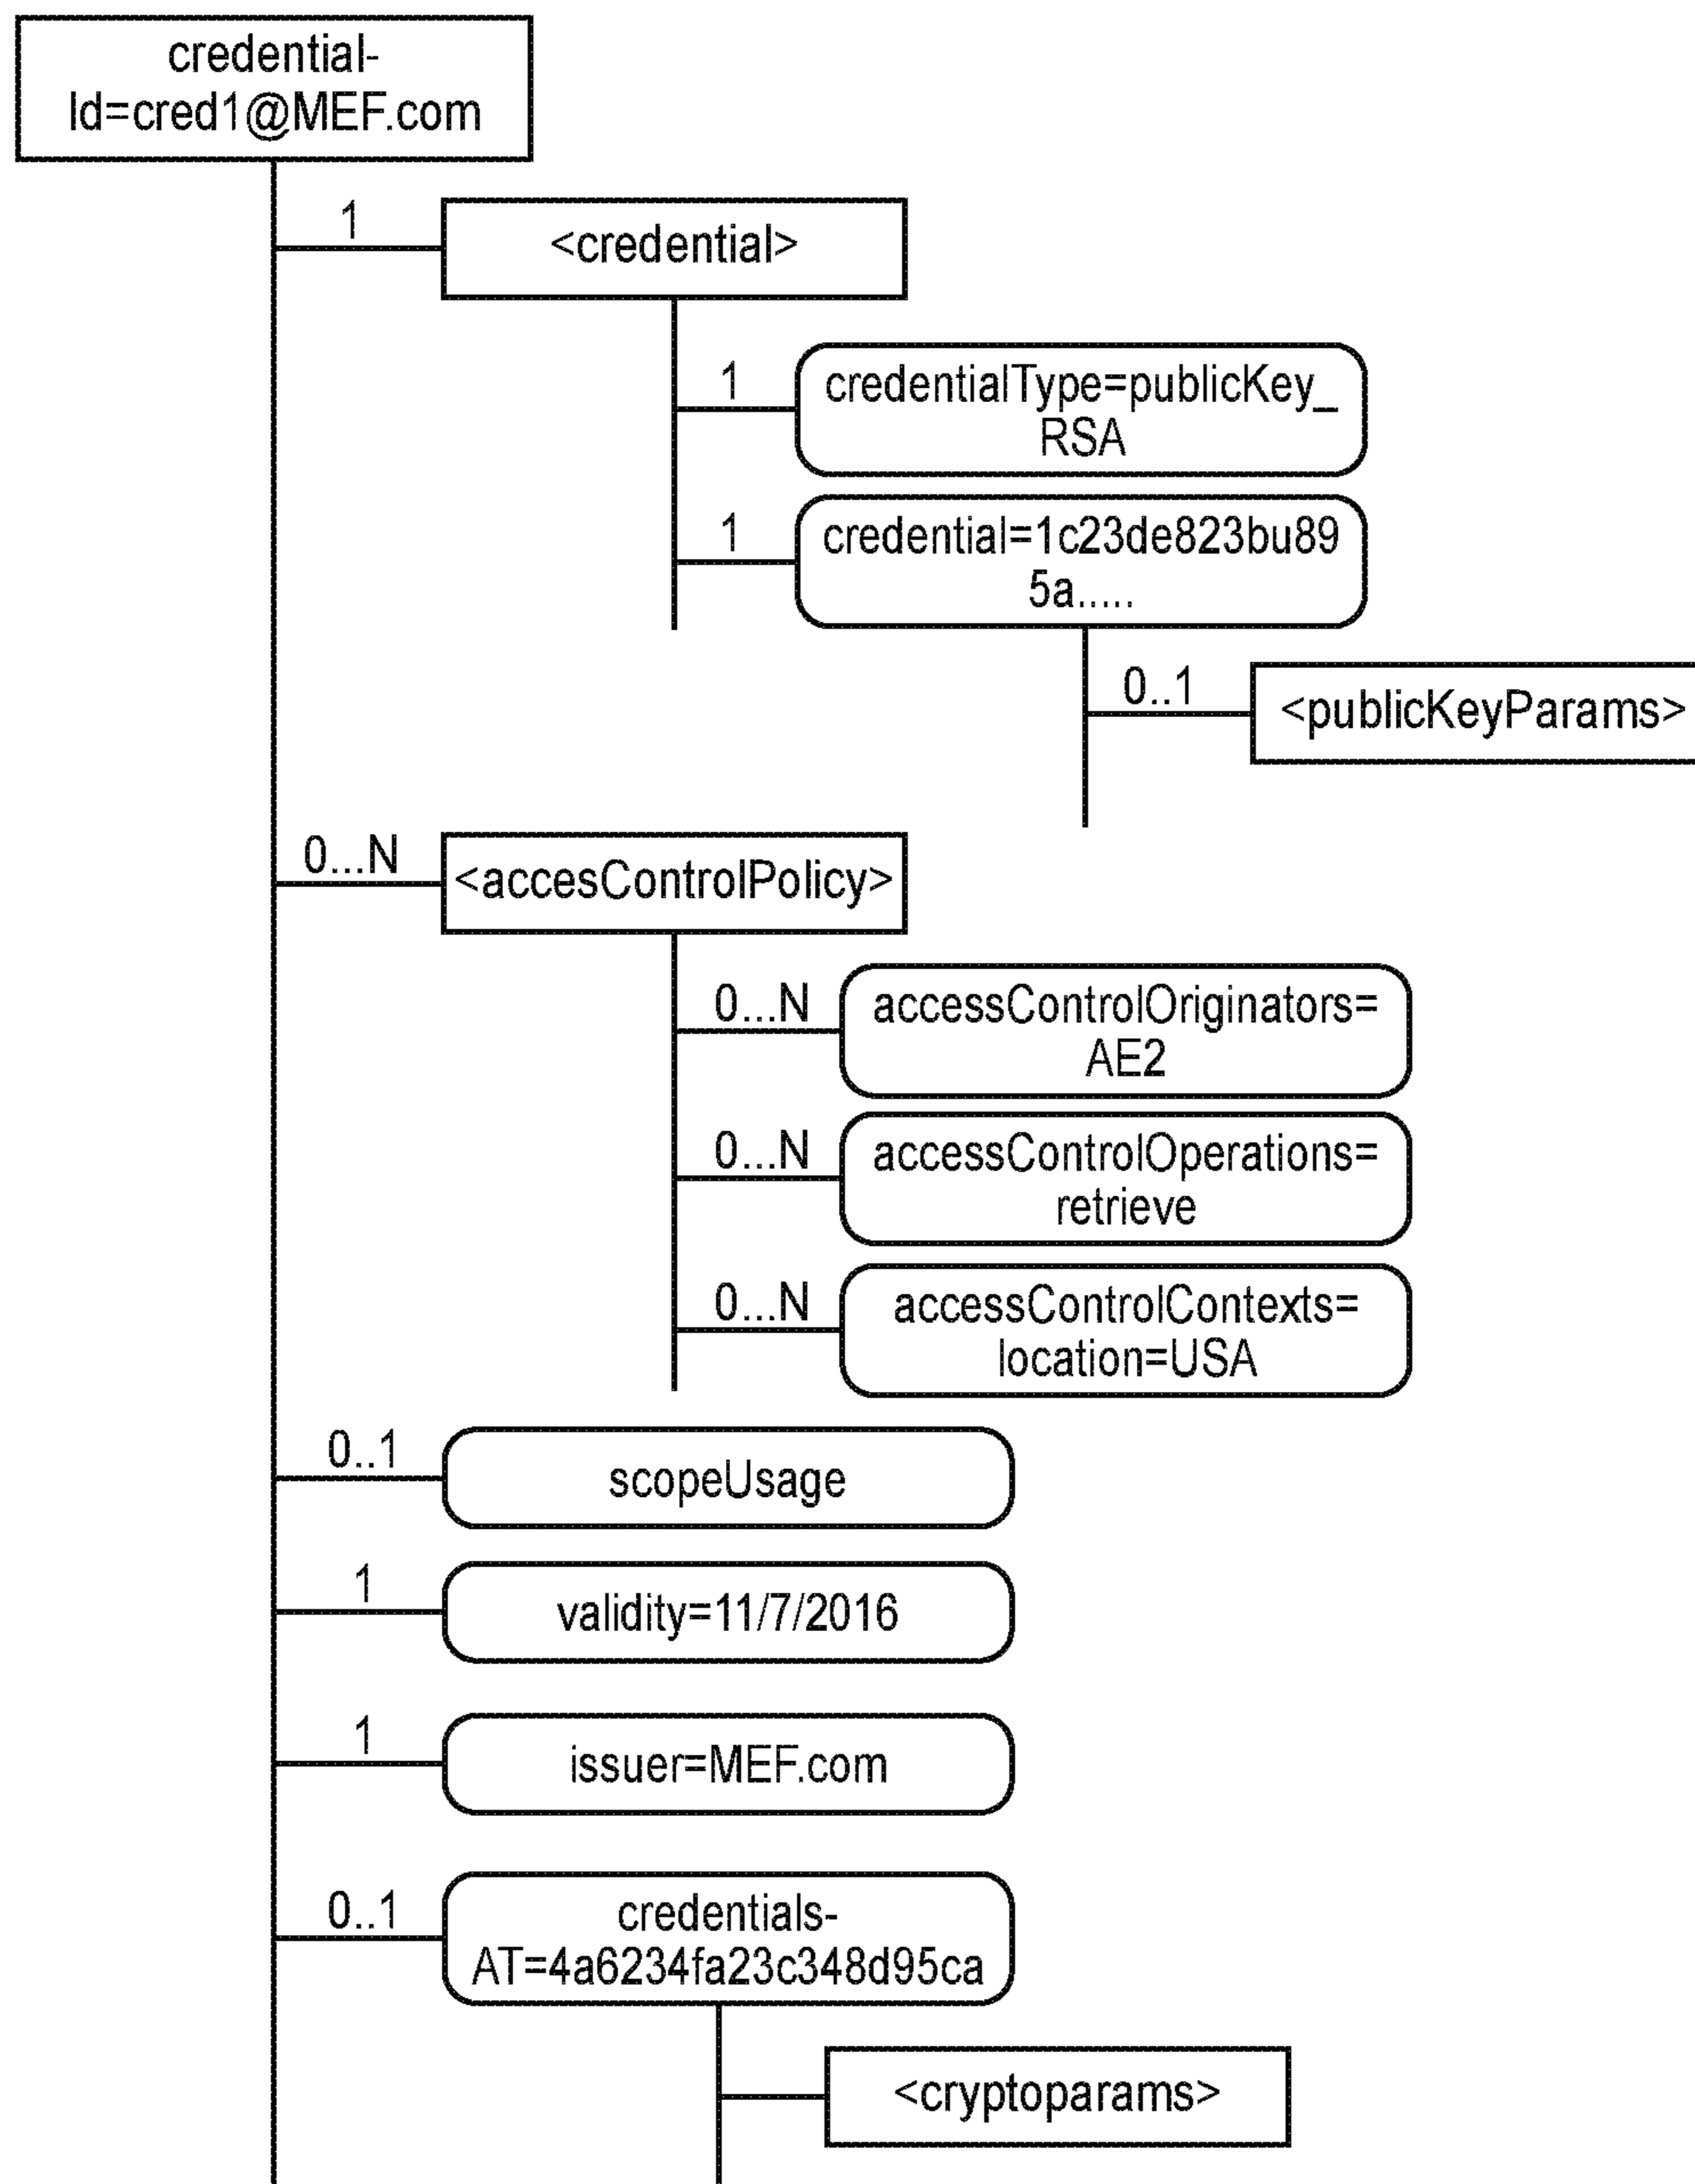 credential-
Id=cred1@MEF.com
1
<credential>
1
credentialType=publicKey_
RSA
1
credential=1c23de823bu89
5a.....
0..1
<publicKeyParams>
0...N
<accesControlPolicy>
0...N
accessControlOriginators=
AE2
0...N
accessControlOperations=
retrieve
0...N
accessControlContexts=
location=USA
0..1
scopeUsage
1
validity=11/7/2016
1
issuer=MEF.com
0..1
credentials-
AT=4a6234fa23c348d95ca
<cryptoparams>